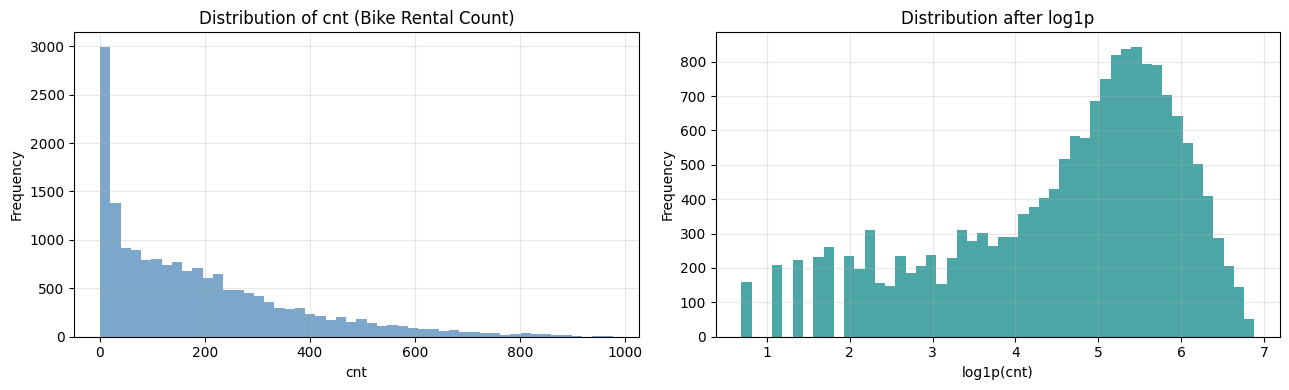 Distribution of cnt (Bike Rental Count)
3000
2500
2000
1500
1000
500
0
Frequency
0 200 400 600 800 1000
cnt
Distribution after log1p
800
700
600
500
400
300
200
100
0
Frequency
1 2 3 4 5 6 7
log1p(cnt)